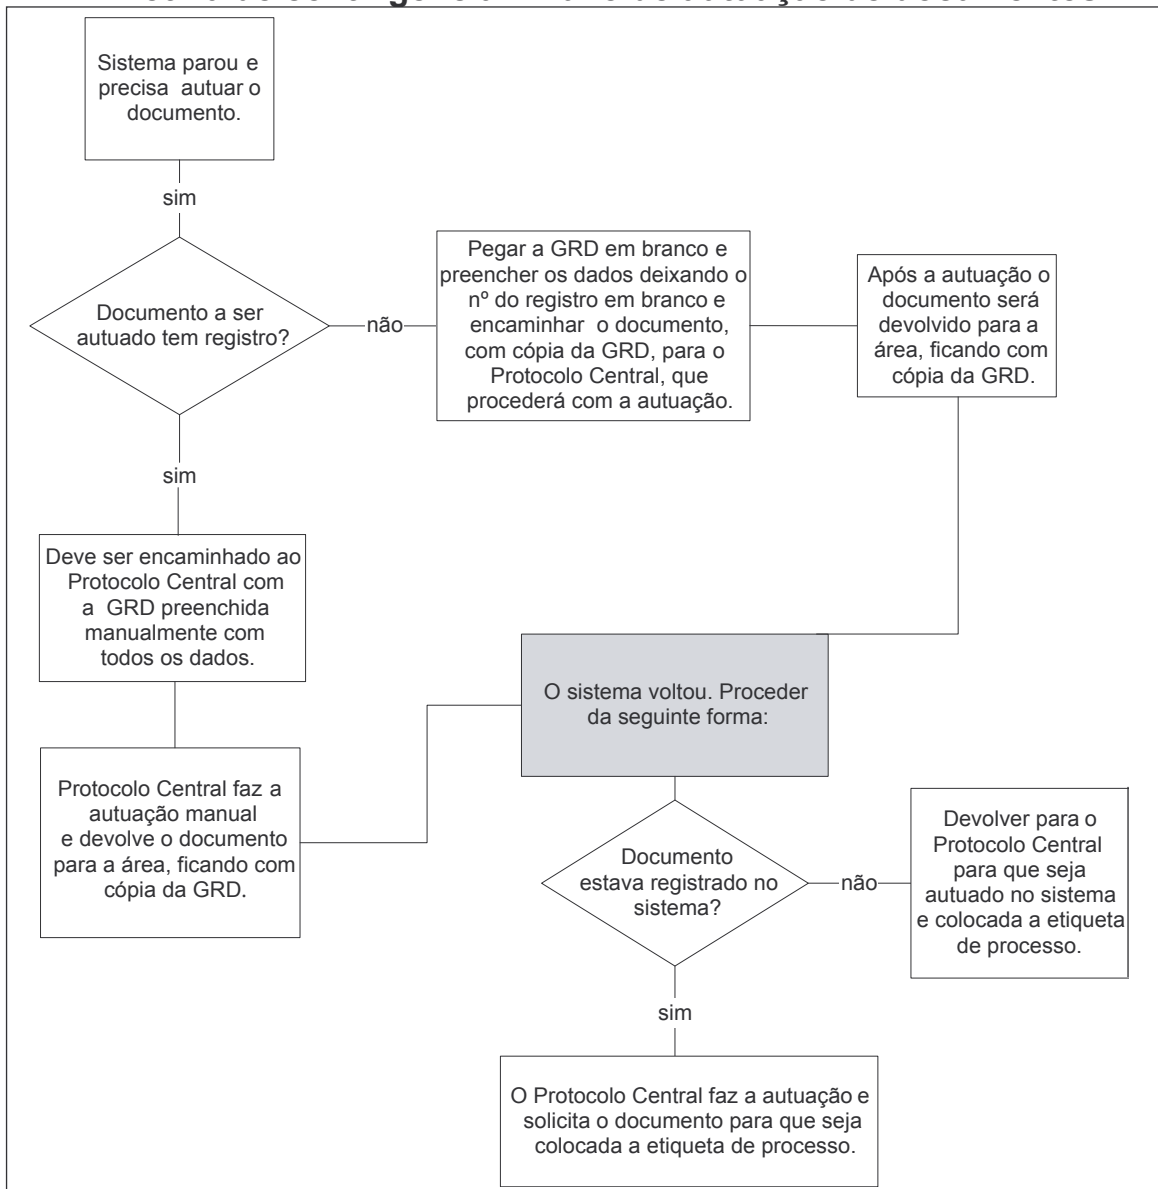 Sistema parou e
precisa autuar o
documento.
sim
Documento a ser
autuado tem registro?
não
Pegar a GRD em branco e
preencher os dados deixando o
nº do registro em branco e
encaminhar o documento,
com cópia da GRD, para o
Protocolo Central, que
procederá com a autuação.
Após a autuação o
documento será
devolvido para a
área, ficando com
cópia da GRD.
sim
Deve ser encaminhado ao
Protocolo Central com
a GRD preenchida
manualmente com
todos os dados.
Protocolo Central faz a
autuação manual
e devolve o documento
para a área, ficando com
cópia da GRD.
O sistema voltou. Proceder
da seguinte forma:
Documento
estava registrado no
sistema?
não
Devolver para o
Protocolo Central
para que seja
autuado no sistema
e colocada a etiqueta
de processo.
sim
O Protocolo Central faz a autuação e
solicita o documento para que seja
colocada a etiqueta de processo.